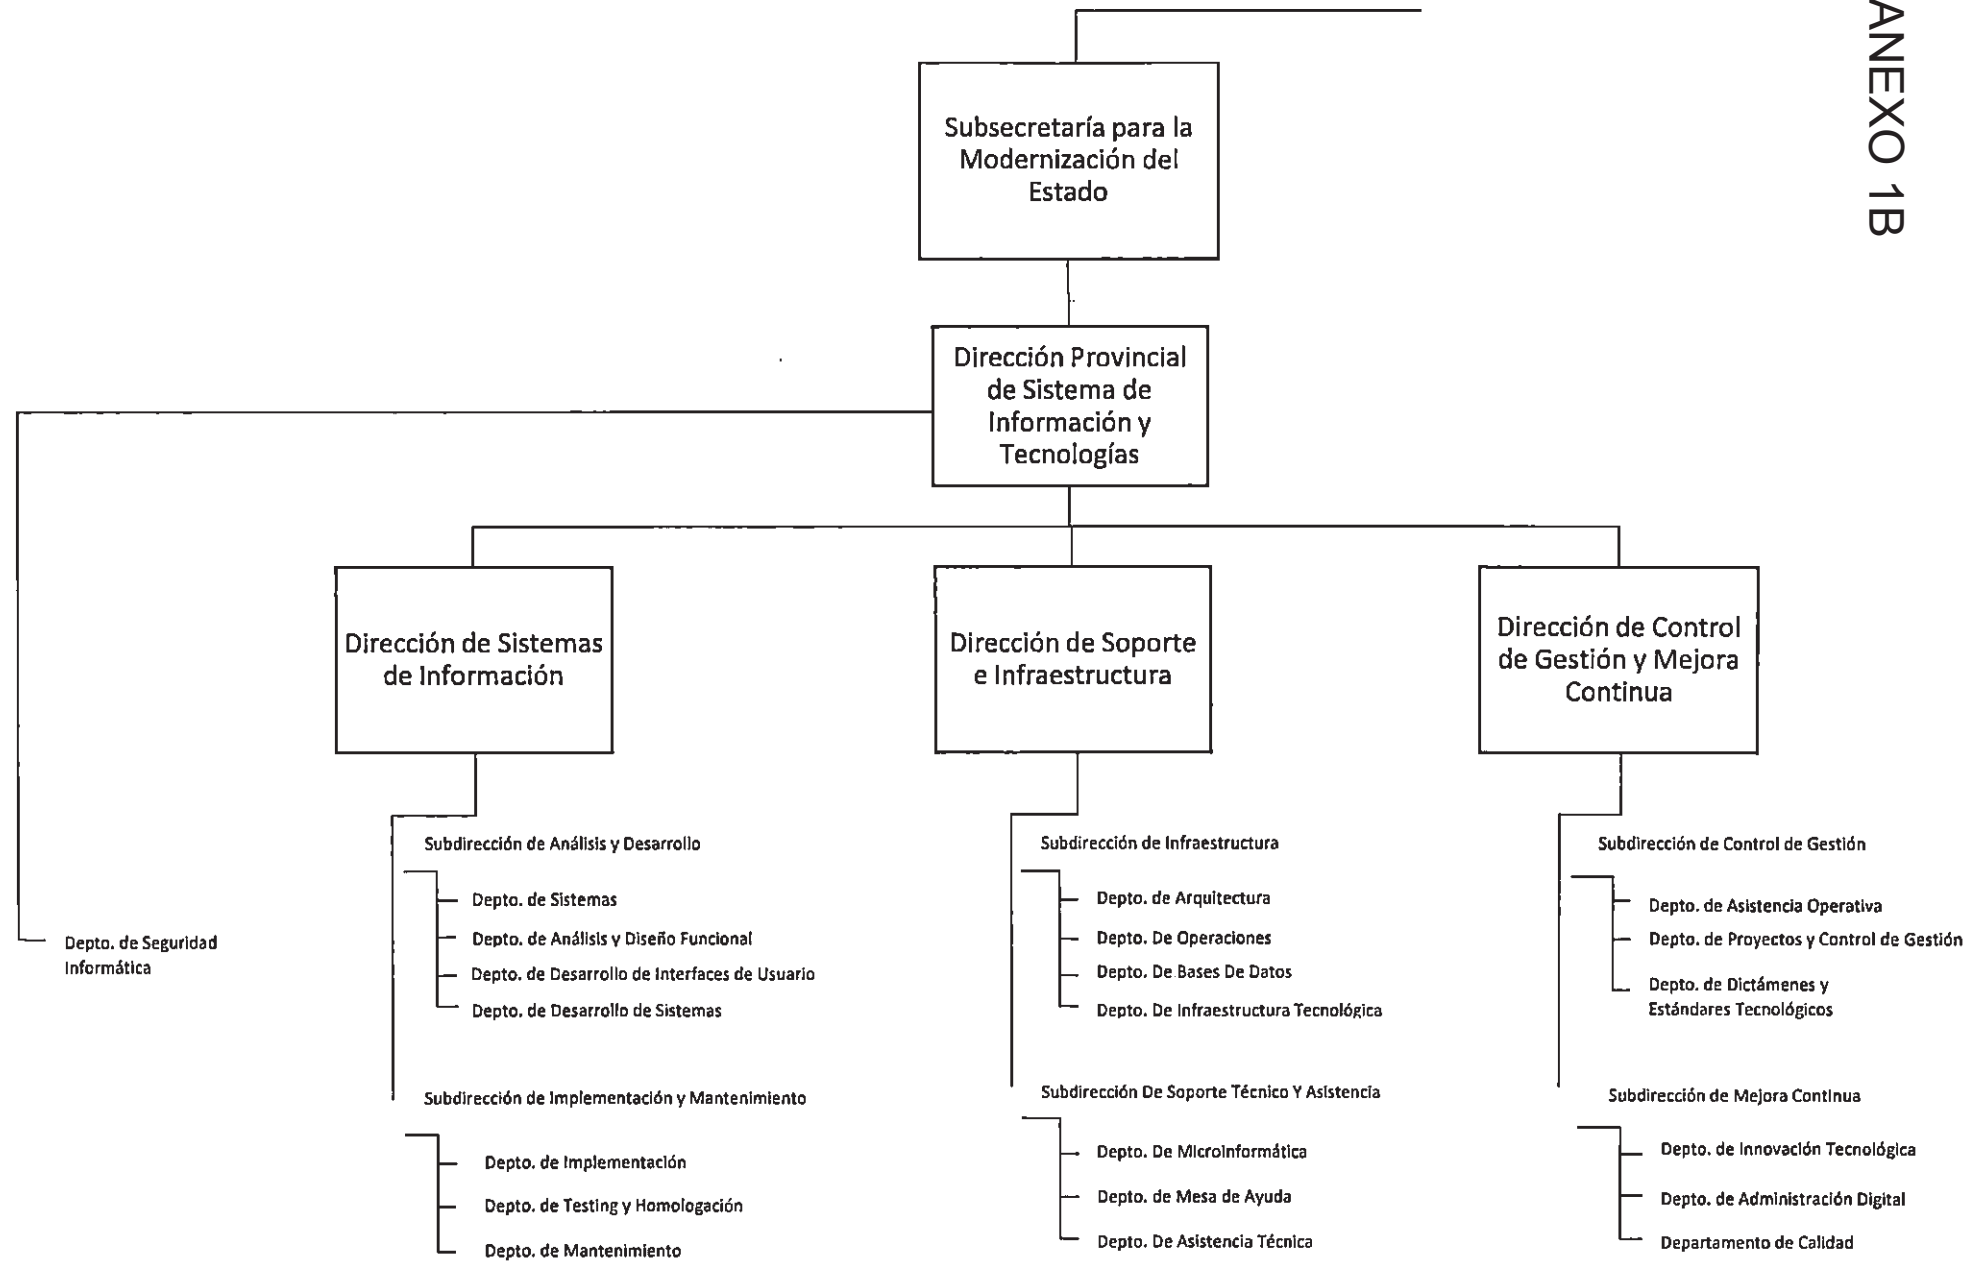 ANEXO 1B
Subsecretaría para la
Modernización del
Estado
Dirección Provincial
de Sistema de
Información y
Tecnologías
Dirección de Sistemas
de Información
Dirección de Soporte
e Infraestructura
Dirección de Control
de Gestión y Mejora
Continua
Depto. de Seguridad
Informática
Subdirección de Análisis y Desarrollo
Depto. de Sistemas
Depto. de Análisis y Diseño Funcional
Depto. de Desarrollo de Interfaces de Usuario
Depto. de Desarrollo de Sistemas
Subdirección de Implementación y Mantenimiento
Depto. de Implementación
Depto. de Testing y Homologación
Depto. de Mantenimiento
Subdirección de Infraestructura
Depto. de Arquitectura
Depto. De Operaciones
Depto. De Bases De Datos
Depto. De Infraestructura Tecnológica
Subdirección De Soporte Técnico Y Asistencia
Depto. De Microinformática
Depto. de Mesa de Ayuda
Depto. De Asistencia Técnica
Subdirección de Control de Gestión
Depto. de Asistencia Operativa
Depto. de Proyectos y Control de Gestión
Depto. de Dictámenes y
Estándares Tecnológicos
Subdirección de Mejora Continua
Depto. de Innovación Tecnológica
Depto. de Administración Digital
Departamento de Calidad